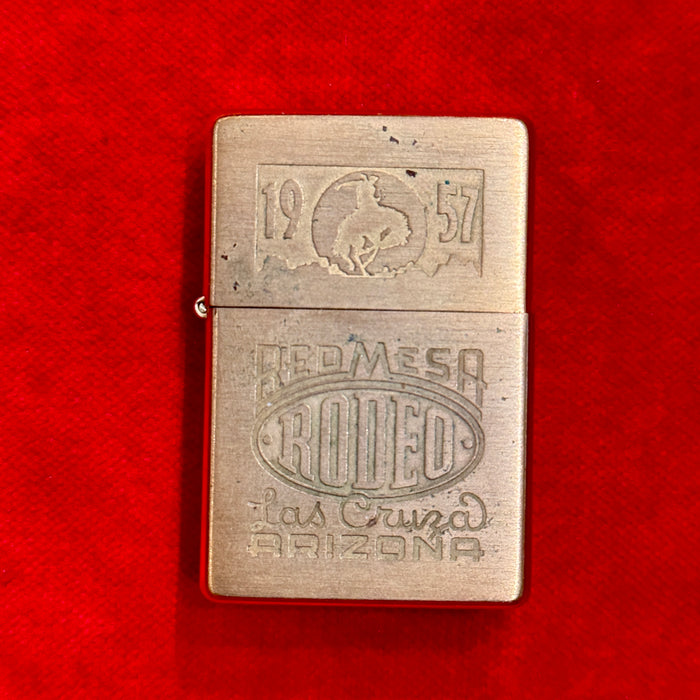 19 57
RED MESA
RODEO
Las Cruza
ARIZONA